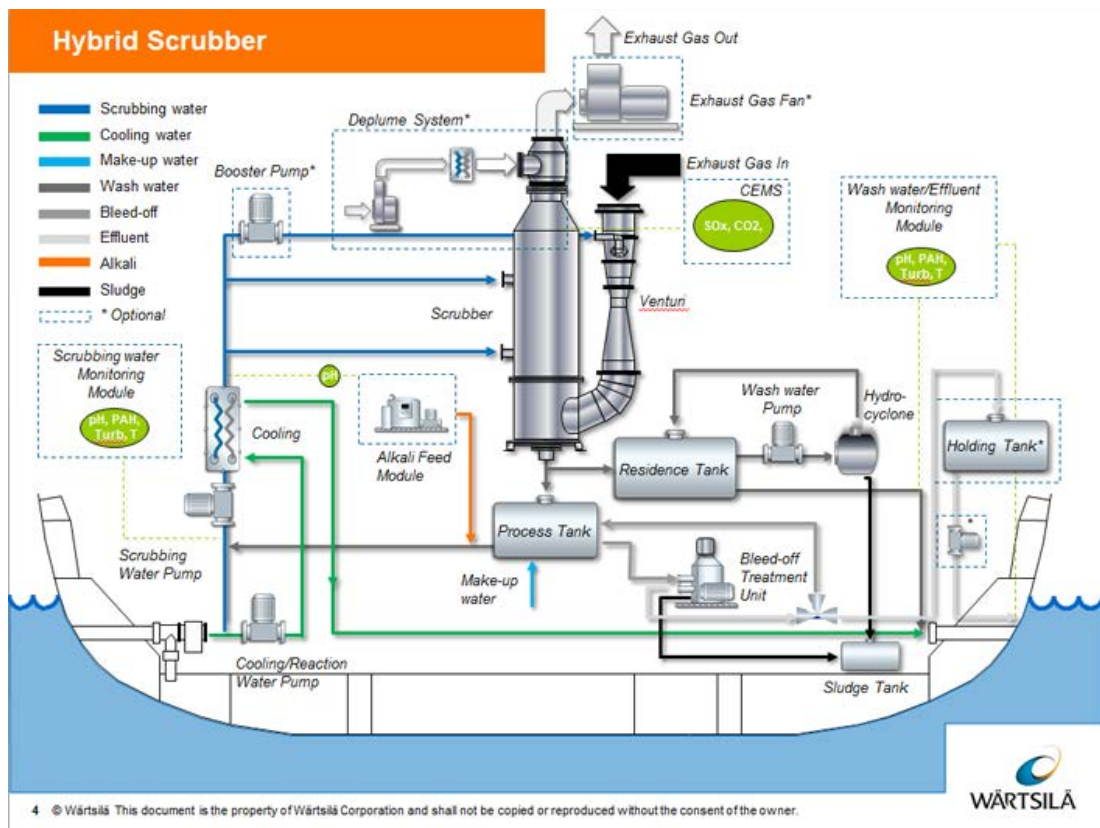 Hybrid Scrubber
Scrubbing water
Cooling water
Make-up water
Wash water
Bleed-off
Effluent
Alkali
Sludge
* Optional
Exhaust Gas Out
Exhaust Gas Fan*
Deplume System*
Booster Pump*
Exhaust Gas In
CEMS
SOx, CO2,
Wash water/Effluent
Monitoring
Module
pH, PAH,
Turb, T
Scrubber
Venturi
Scrubbing water
Monitoring
Module
pH, PAH,
Turb, T
pH
Cooling
Alkali Feed
Module
Wash water
Pump
Hydro-
cyclone
Residence Tank
Holding Tank*
*
Process Tank
Scrubbing
Water Pump
Make-up
water
Bleed-off
Treatment
Unit
Cooling/Reaction
Water Pump
Sludge Tank
WÄRTSILÄ
4 © Wärtsilä This document is the property of Wärtsilä Corporation and shall not be copied or reproduced without the consent of the owner.